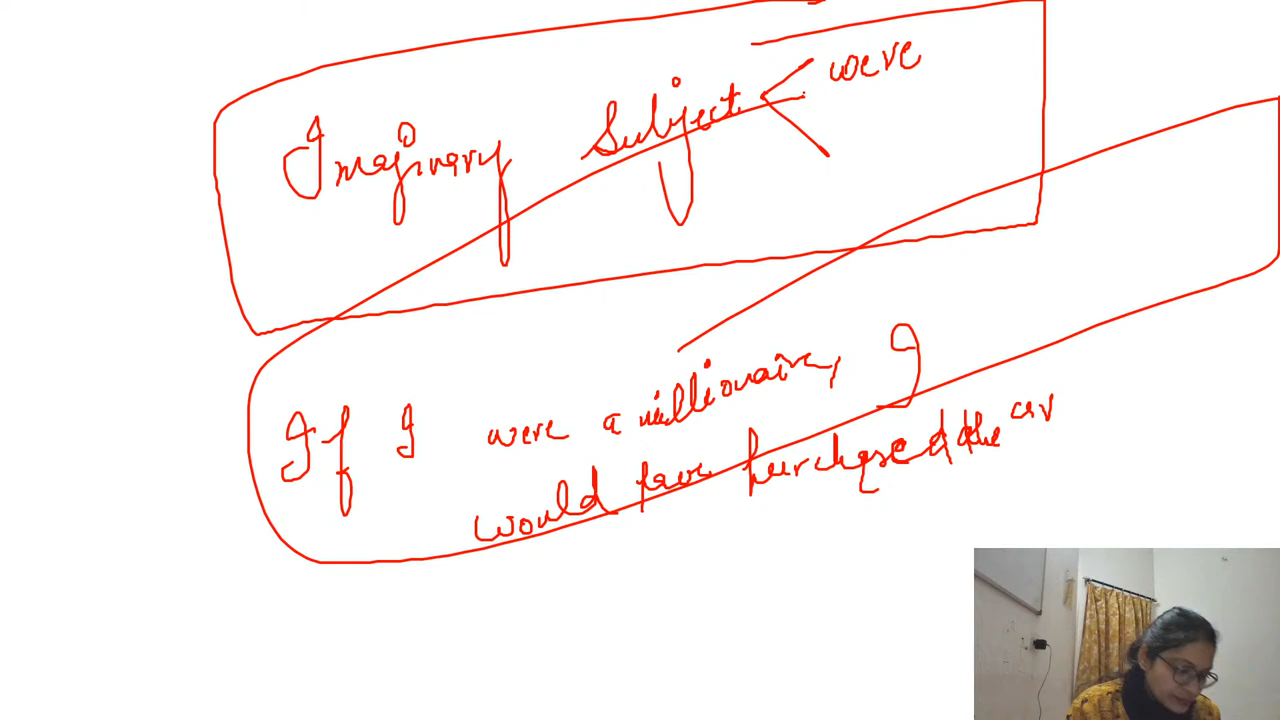 Imaginary Subject were
If I were a millionaire, I
would have purchased the car